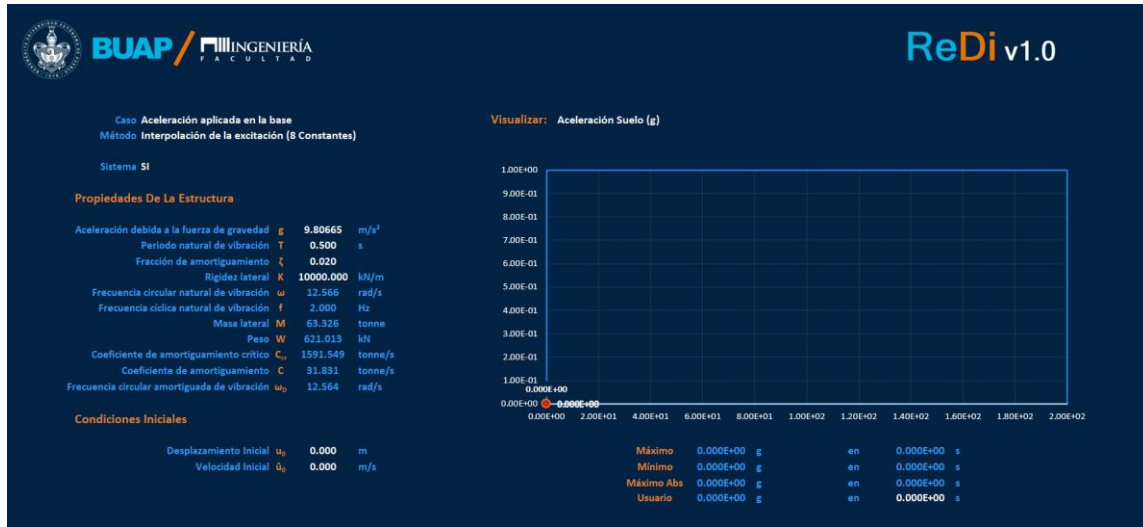 BUAP / INGENIERÍA
FACULTAD
ReDi v1.0
Caso Aceleración aplicada en la base
Método Interpolación de la excitación (8 Constantes)
Sistema SI
Propiedades De La Estructura
Aceleración debida a la fuerza de gravedad g 9.80665 m/s²
Periodo natural de vibración T 0.500 s
Fracción de amortiguamiento ζ 0.020
Rigidez lateral K 10000.000 kN/m
Frecuencia circular natural de vibración ω 12.566 rad/s
Frecuencia cíclica natural de vibración f 2.000 Hz
Masa lateral M 63.326 tonne
Peso W 621.013 kN
Coeficiente de amortiguamiento crítico Ccr 1591.549 tonne/s
Coeficiente de amortiguamiento C 31.831 tonne/s
Frecuencia circular amortiguada de vibración ωD 12.564 rad/s
Condiciones Iniciales
Desplazamiento Inicial u₀ 0.000 m
Velocidad Inicial û₀ 0.000 m/s
Visualizar: Aceleración Suelo (g)
1.00E+00
9.00E-01
8.00E-01
7.00E-01
6.00E-01
5.00E-01
4.00E-01
3.00E-01
2.00E-01
1.00E-01
0.00E+00
0.00E+00 0.000E+00
0.00E+00 2.00E+01 4.00E+01 6.00E+01 8.00E+01 1.00E+02 1.20E+02 1.40E+02 1.60E+02 1.80E+02 2.00E+02
Máximo 0.000E+00 g en 0.000E+00 s
Mínimo 0.000E+00 g en 0.000E+00 s
Máximo Abs 0.000E+00 g en 0.000E+00 s
Usuario 0.000E+00 g en 0.000E+00 s